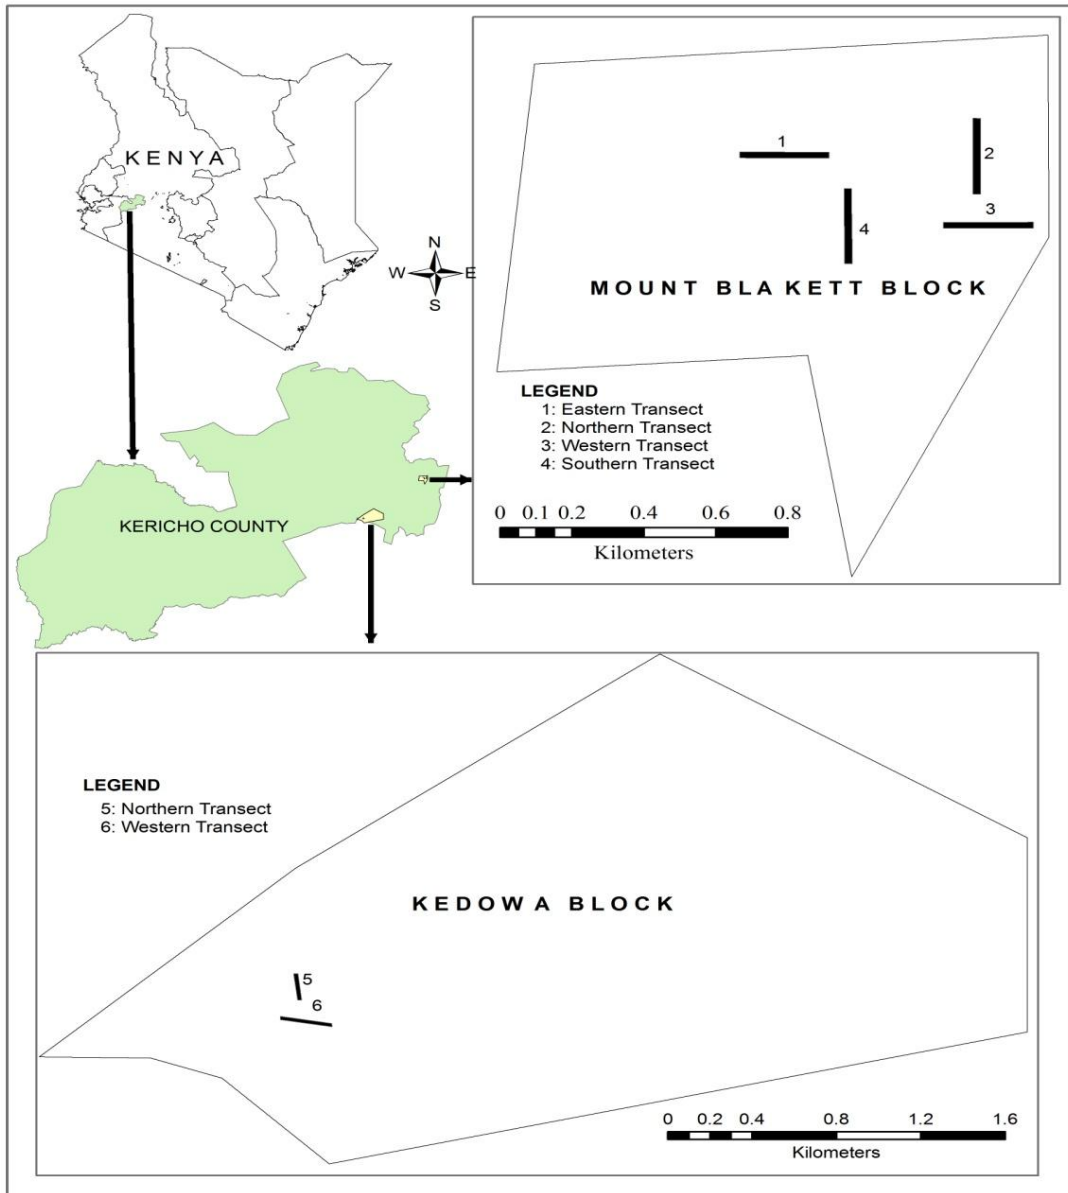 KENYA
N
W E
S
KERICHO COUNTY
1
2
3
4
MOUNT BLAKETT BLOCK
LEGEND
1: Eastern Transect
2: Northern Transect
3: Western Transect
4: Southern Transect
0 0.1 0.2 0.4 0.6 0.8
Kilometers
LEGEND
5: Northern Transect
6: Western Transect
KEDOWA BLOCK
5
6
0 0.2 0.4 0.8 1.2 1.6
Kilometers